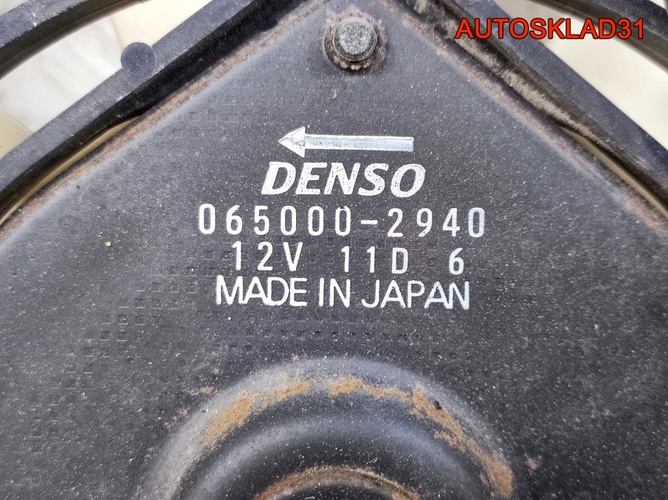 AUTOSKLAD31
DENSO
065000-2940
12V 11D 6
MADE IN JAPAN